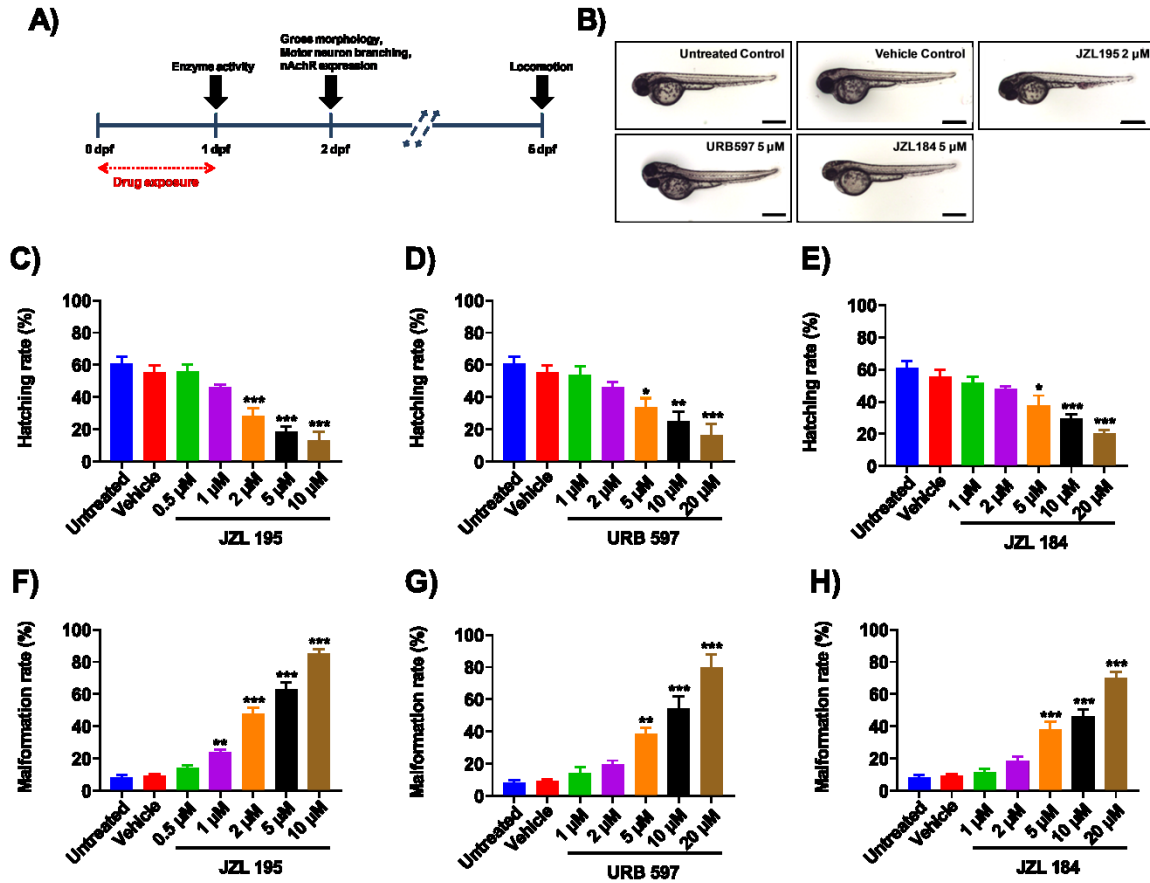 A)
Gross morphology,
Motor neuron branching,
nAchR expression
Enzyme activity
Locomotion
0 dpf
1 dpf
2 dpf
6 dpf
Drug exposure
B)
Untreated Control
Vehicle Control
JZL195 2 µM
URB597 5 µM
JZL184 5 µM
C)
Hatching rate (%)
100
80
60
40
20
0
***
***
***
Untreated
Vehicle
0.5 µM
1 µM
2 µM
5 µM
10 µM
JZL 195
D)
Hatching rate (%)
100
80
60
40
20
0
*
**
***
Untreated
Vehicle
1 µM
2 µM
5 µM
10 µM
20 µM
URB 597
E)
Hatching rate (%)
100
80
60
40
20
0
*
***
***
Untreated
Vehicle
1 µM
2 µM
5 µM
10 µM
20 µM
JZL 184
F)
Malformation rate (%)
100
80
60
40
20
0
**
***
***
***
Untreated
Vehicle
0.5 µM
1 µM
2 µM
5 µM
10 µM
JZL 195
G)
Malformation rate (%)
100
80
60
40
20
0
**
***
***
Untreated
Vehicle
1 µM
2 µM
5 µM
10 µM
20 µM
URB 597
H)
Malformation rate (%)
100
80
60
40
20
0
***
***
***
Untreated
Vehicle
1 µM
2 µM
5 µM
10 µM
20 µM
JZL 184